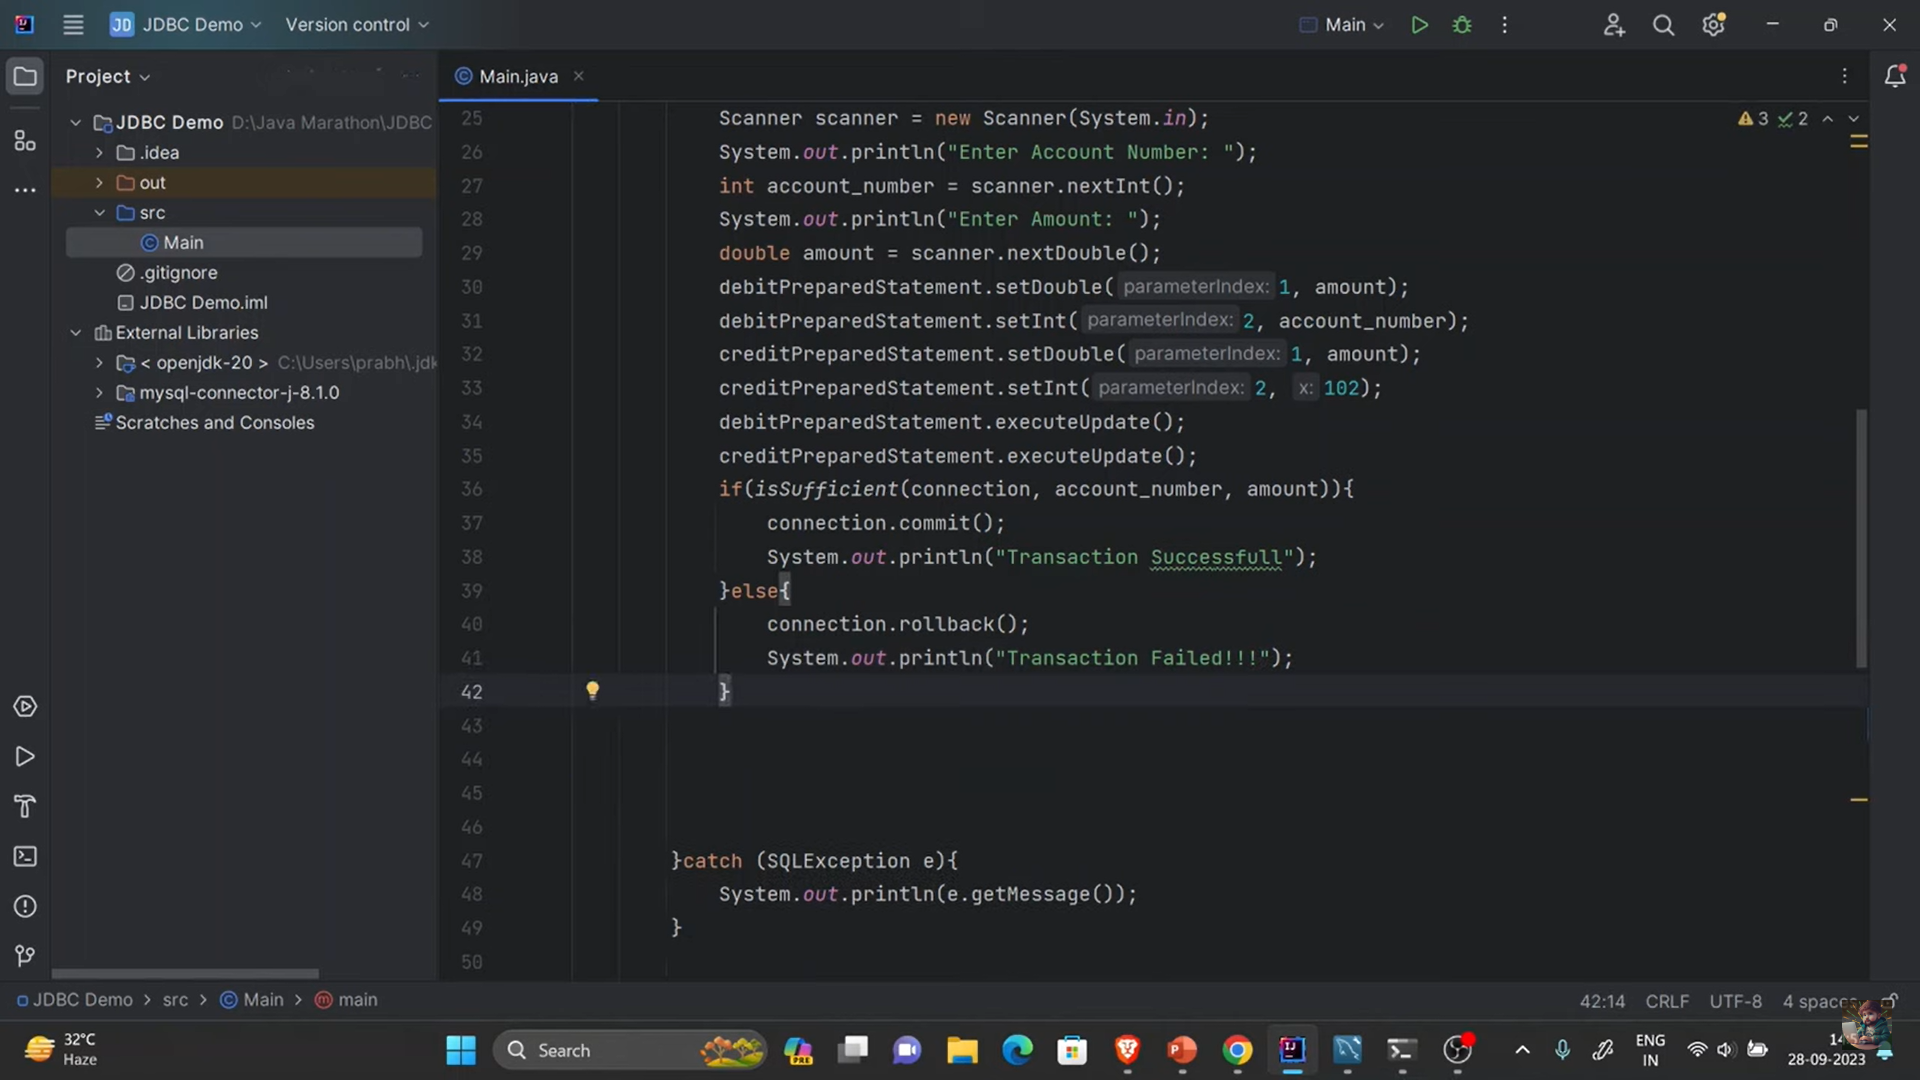 JD JDBC Demo Version control Main
Project
Main.java
JDBC Demo D:\Java Marathon\JDBC
.idea
out
src
Main
.gitignore
JDBC Demo.iml
External Libraries
< openjdk-20 > C:\Users\prabh\.jdk
mysql-connector-j-8.1.0
Scratches and Consoles
3 2
25 Scanner scanner = new Scanner(System.in);
26 System.out.println("Enter Account Number: ");
27 int account_number = scanner.nextInt();
28 System.out.println("Enter Amount: ");
29 double amount = scanner.nextDouble();
30 debitPreparedStatement.setDouble( parameterIndex: 1, amount);
31 debitPreparedStatement.setInt( parameterIndex: 2, account_number);
32 creditPreparedStatement.setDouble( parameterIndex: 1, amount);
33 creditPreparedStatement.setInt( parameterIndex: 2, x: 102);
34 debitPreparedStatement.executeUpdate();
35 creditPreparedStatement.executeUpdate();
36 if(isSufficient(connection, account_number, amount)){
37 connection.commit();
38 System.out.println("Transaction Successfull");
39 }else{
40 connection.rollback();
41 System.out.println("Transaction Failed!!!");
42 }
43
44
45
46
47 }catch (SQLException e){
48 System.out.println(e.getMessage());
49 }
50
JDBC Demo > src > Main > main 42:14 CRLF UTF-8 4 spaces
32°C
Haze
Search
PRE
ENG
IN
28-09-2023